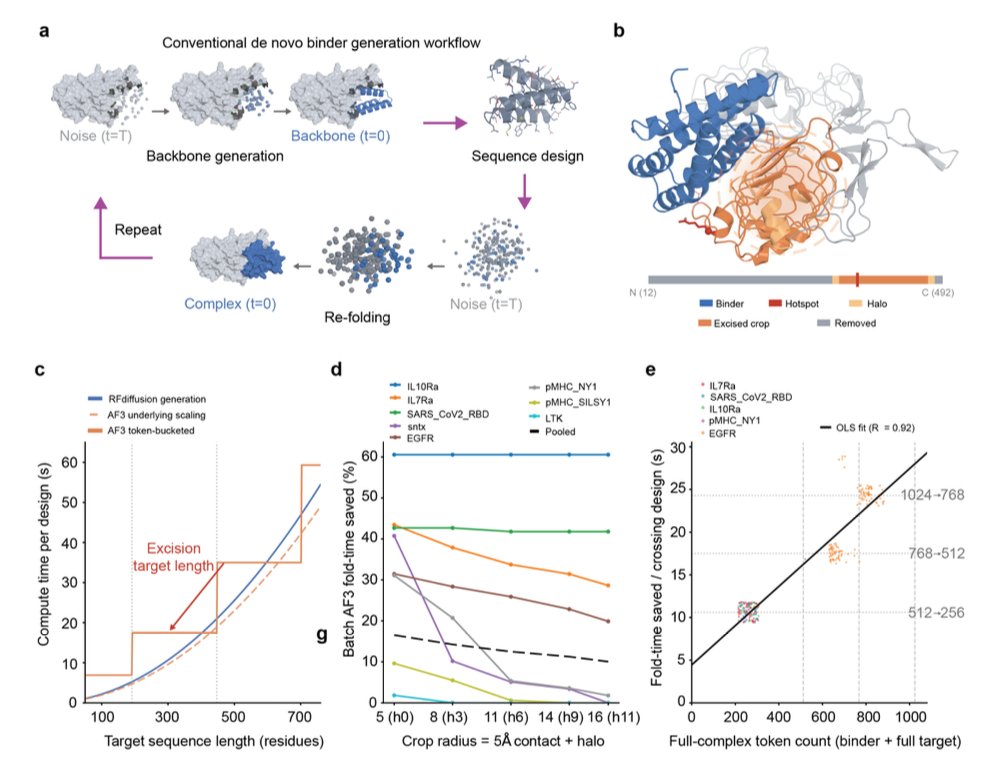 a
Conventional de novo binder generation workflow
Noise (t=T)
Backbone (t=0)
Backbone generation
Sequence design
Repeat
Complex (t=0)
Noise (t=T)
Re-folding
b
N (12)
C (492)
Binder
Hotspot
Halo
Excised crop
Removed
c
RFdiffusion generation
AF3 underlying scaling
AF3 token-bucketed
Compute time per design (s)
60
50
40
30
20
10
0
Excision
target length
100
300
500
700
Target sequence length (residues)
g
d
IL10Ra
IL7Ra
SARS_CoV2_RBD
sntx
EGFR
pMHC_NY1
pMHC_SILSY1
LTK
Pooled
Batch AF3 fold-time saved (%)
60
50
40
30
20
10
0
5 (h0)
8 (h3)
11 (h6)
14 (h9)
16 (h11)
Crop radius = 5Å contact + halo
e
IL7Ra
SARS_CoV2_RBD
IL10Ra
pMHC_NY1
EGFR
OLS fit (R = 0.92)
Fold-time saved / crossing design (s)
30
25
20
15
10
5
0
1024→768
768→512
512→256
0
200
400
600
800
1000
Full-complex token count (binder + full target)